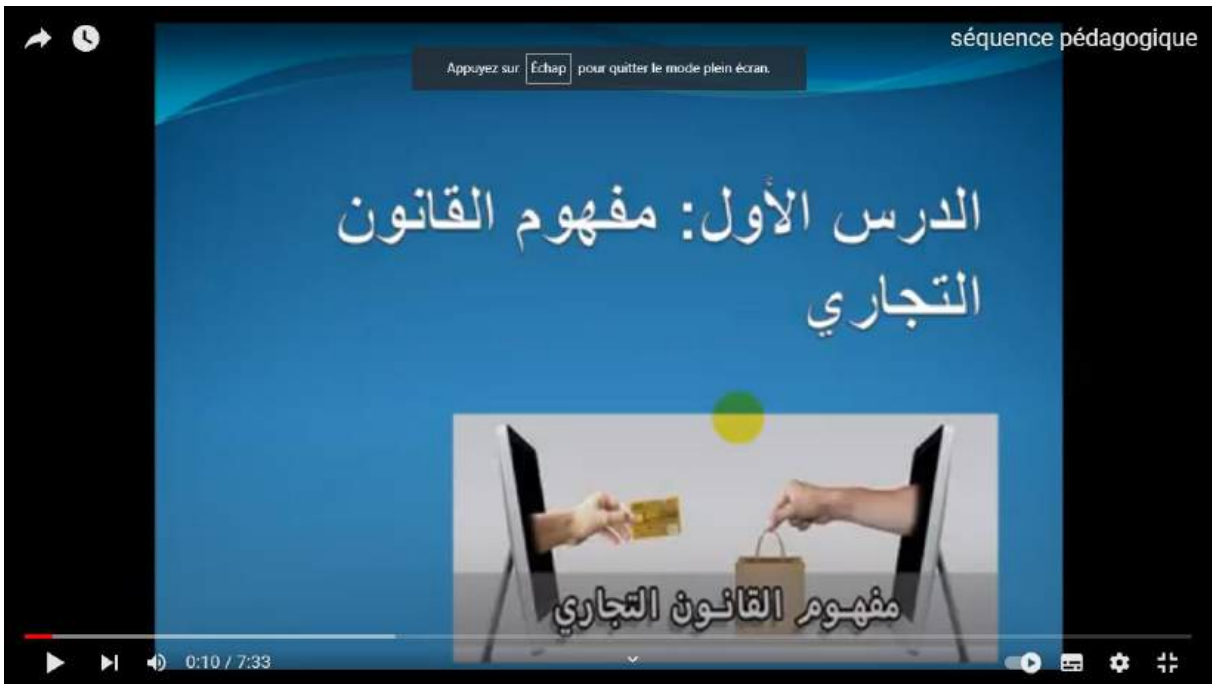 séquence pédagogique
Appuyez sur Échap pour quitter le mode plein écran.
الدرس الأول: مفهوم القانون
التجاري
مفهوم القانون التجاري
0:10 / 7:33